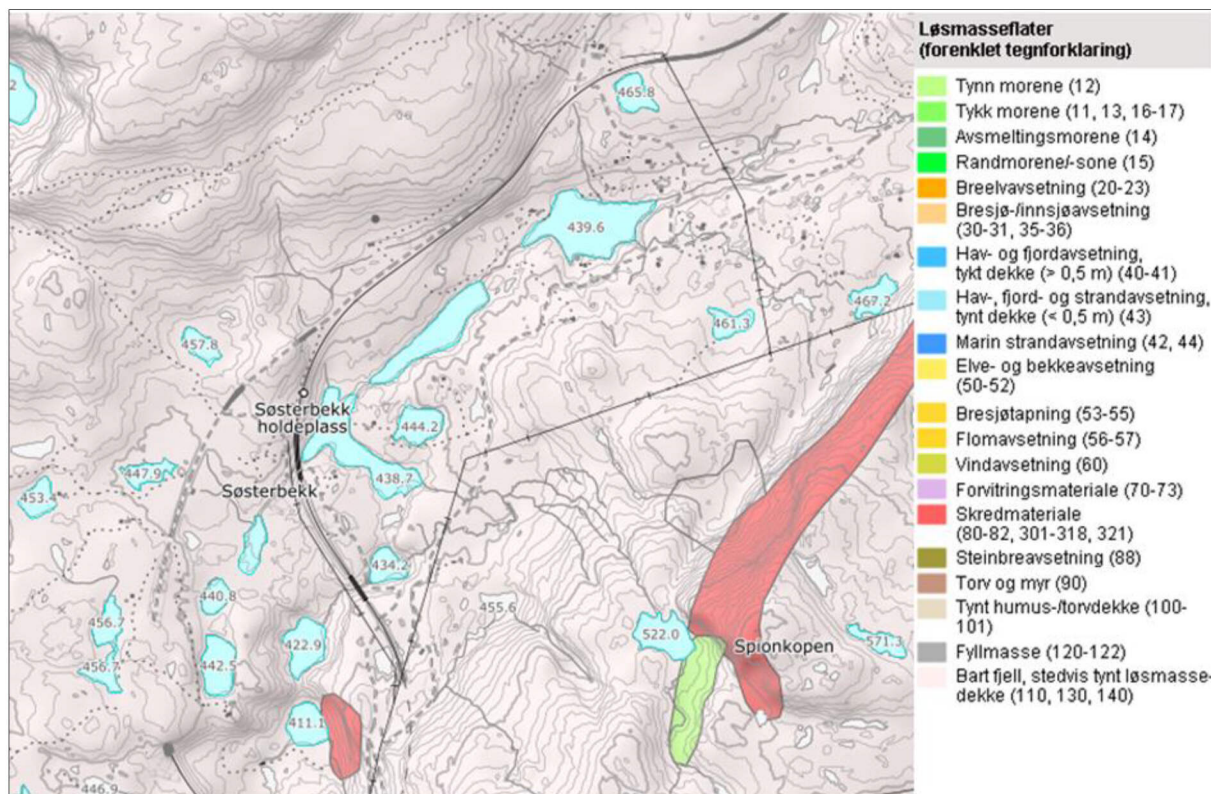 2
465.8
439.6
467.2
461.3
457.8
Søsterbekk
holdeplass
444.2
447.9
438.7
453.4
Søsterbekk
434.2
440.8
455.6
456.7
422.9
522.0
Spionkopen
571.3
456.7
442.5
411.1
446.9
Løsmasseflater
(forenklet tegnforklaring)
Tynn morene (12)
Tykk morene (11, 13, 16-17)
Avsmeltingsmorene (14)
Randmorene/-sone (15)
Breelvavsetning (20-23)
Bresjø-/innsjøavsetning
(30-31, 35-36)
Hav- og fjordavsetning,
tykt dekke (> 0,5 m) (40-41)
Hav-, fjord- og strandavsetning,
tynt dekke (< 0,5 m) (43)
Marin strandavsetning (42, 44)
Elve- og bekkeavsetning
(50-52)
Bresjøtapning (53-55)
Flomavsetning (56-57)
Vindavsetning (60)
Forvitringsmateriale (70-73)
Skredmateriale
(80-82, 301-318, 321)
Steinbreavsetning (88)
Torv og myr (90)
Tynt humus-/torvdekke (100-
101)
Fyllmasse (120-122)
Bart fjell, stedvis tynt løsmasse-
dekke (110, 130, 140)